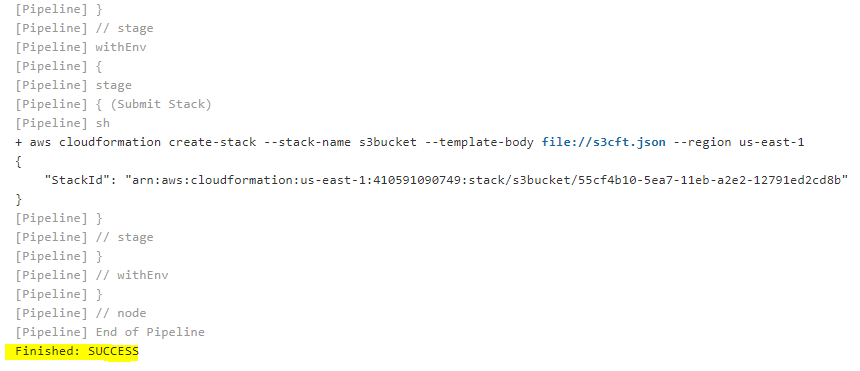 [Pipeline] }
[Pipeline] // stage
[Pipeline] withEnv
[Pipeline] {
[Pipeline] stage
[Pipeline] { (Submit Stack)
[Pipeline] sh
+ aws cloudformation create-stack --stack-name s3bucket --template-body file://s3cft.json --region us-east-1
{
    "StackId": "arn:aws:cloudformation:us-east-1:410591090749:stack/s3bucket/55cf4b10-5ea7-11eb-a2e2-12791ed2cd8b"
}
[Pipeline] }
[Pipeline] // stage
[Pipeline] }
[Pipeline] // withEnv
[Pipeline] }
[Pipeline] // node
[Pipeline] End of Pipeline
Finished: SUCCESS